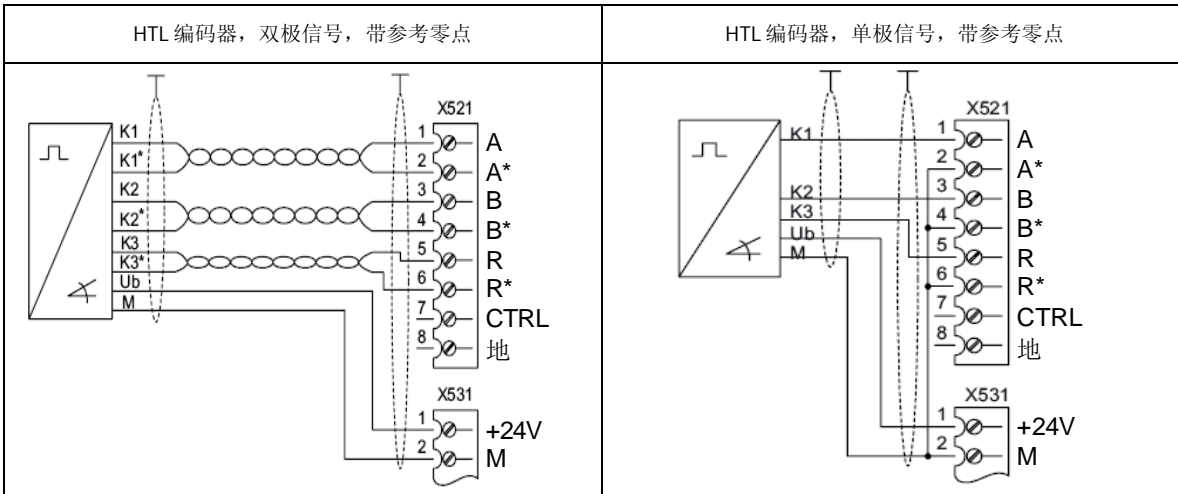 HTL 编码器，双极信号，带参考零点
K1
K1*
K2
K2*
K3
K3*
Ub
M
X521
1 A
2 A*
3 B
4 B*
5 R
6 R*
7 CTRL
8 地
X531
1 +24V
2 M
HTL 编码器，单极信号，带参考零点
K1
K2
K3
Ub
M
X521
1 A
2 A*
3 B
4 B*
5 R
6 R*
7 CTRL
8 地
X531
1 +24V
2 M